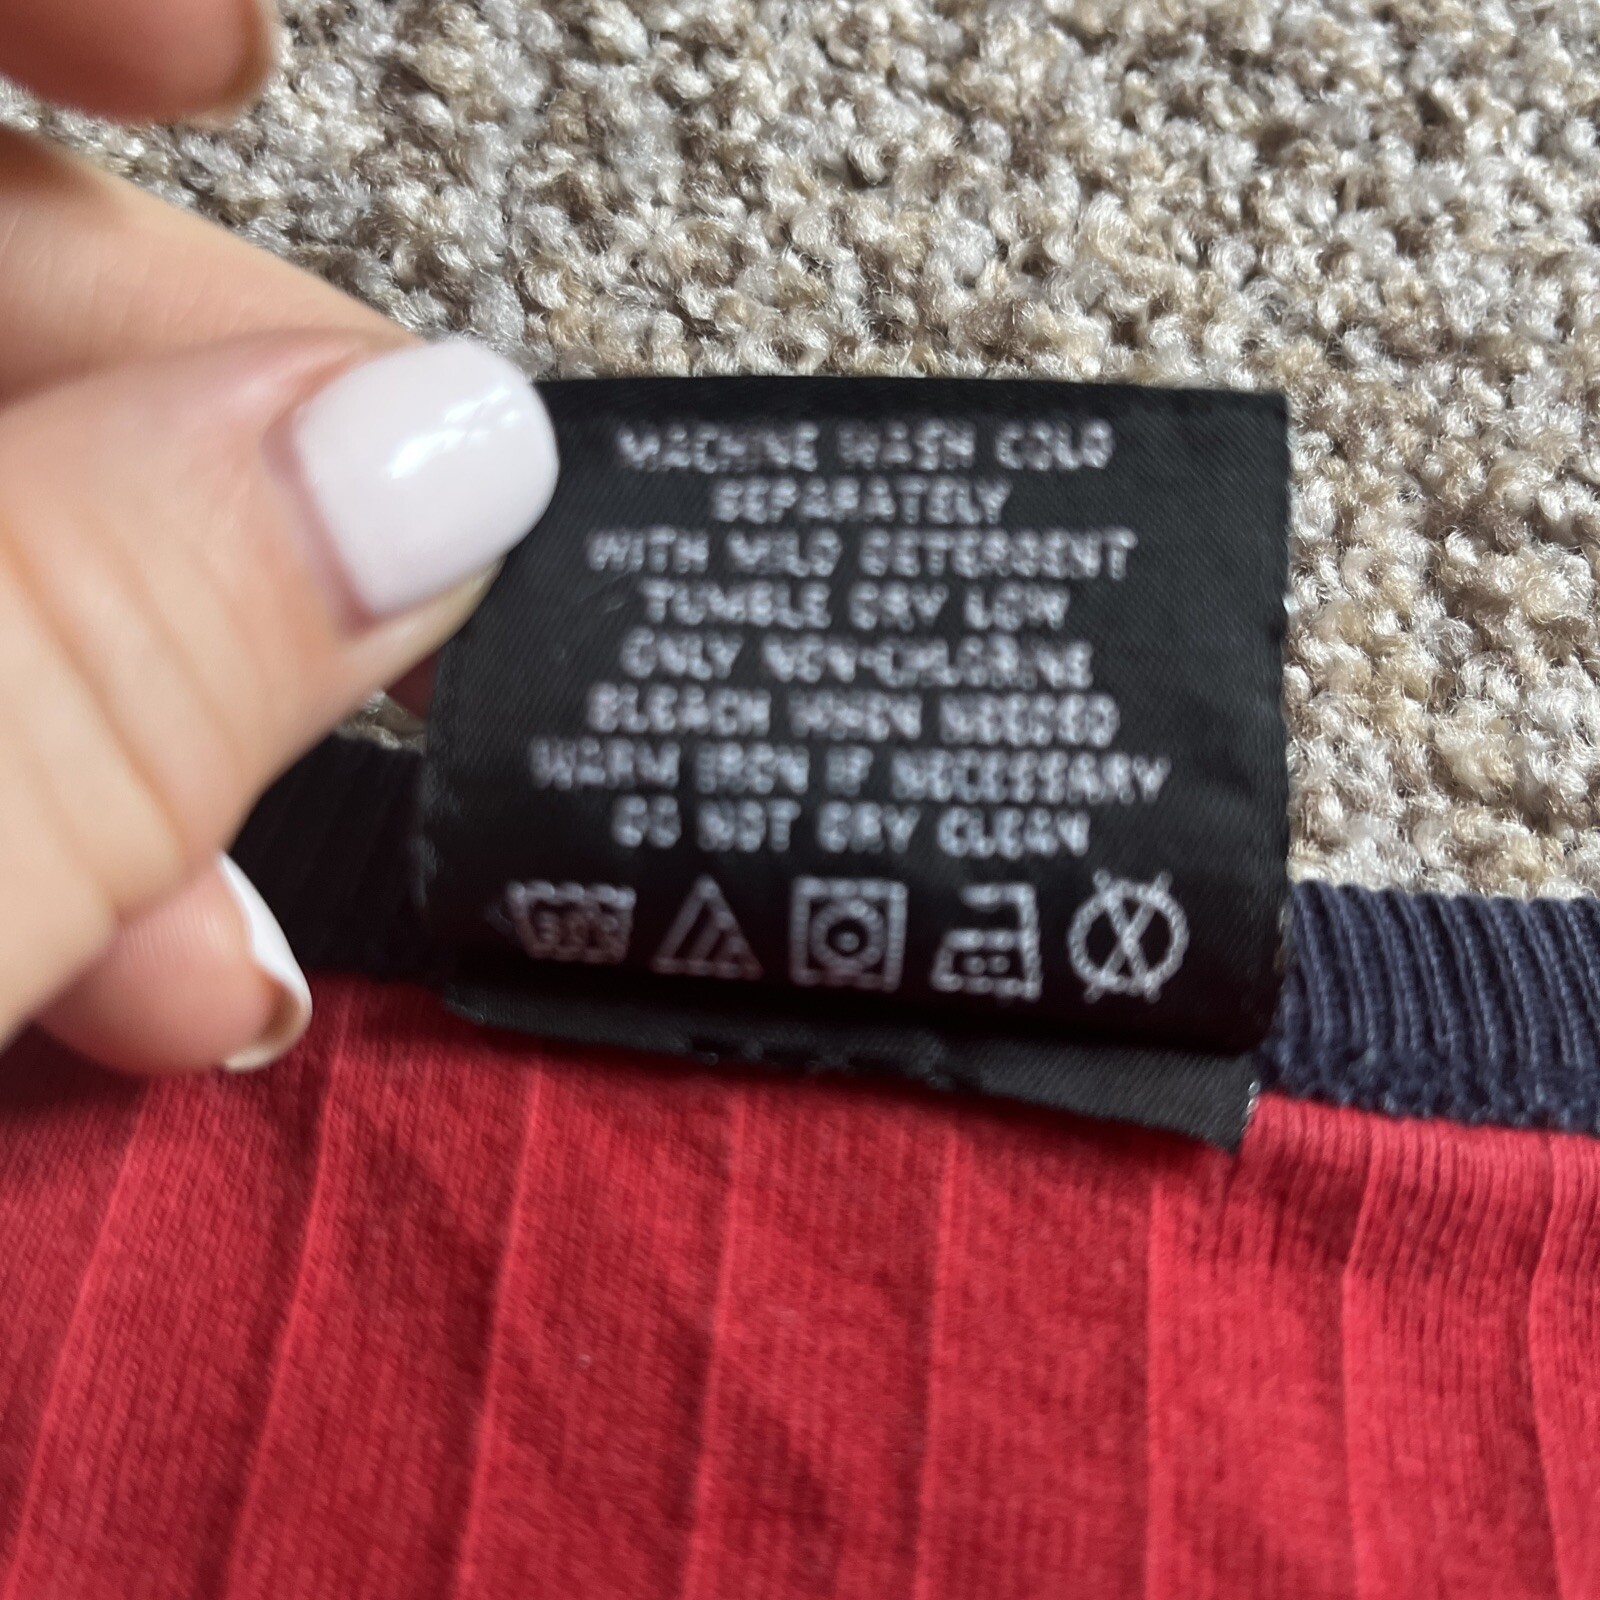 MACHINE WASH COLD
SEPARATELY
WITH MILD DETERGENT
TUMBLE DRY LOW
ONLY NON-CHLORINE
BLEACH WHEN NEEDED
WARM IRON IF NECESSARY
DO NOT DRY CLEAN